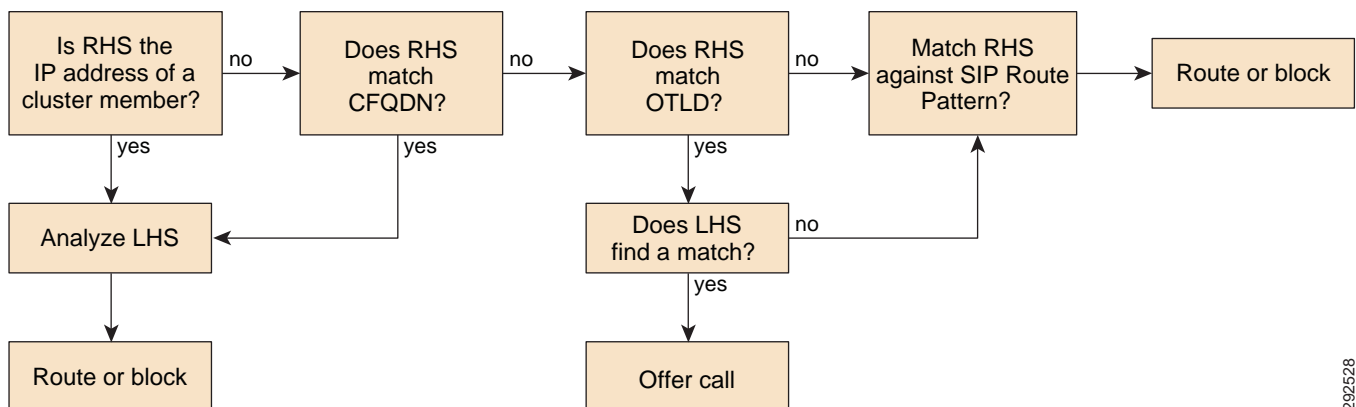 Is RHS the
IP address of a
cluster member?
no
Does RHS
match
CFQDN?
no
Does RHS
match
OTLD?
no
Match RHS
against SIP Route
Pattern?
Route or block
yes
yes
yes
Analyze LHS
Does LHS
find a match?
no
yes
Route or block
Offer call
292528